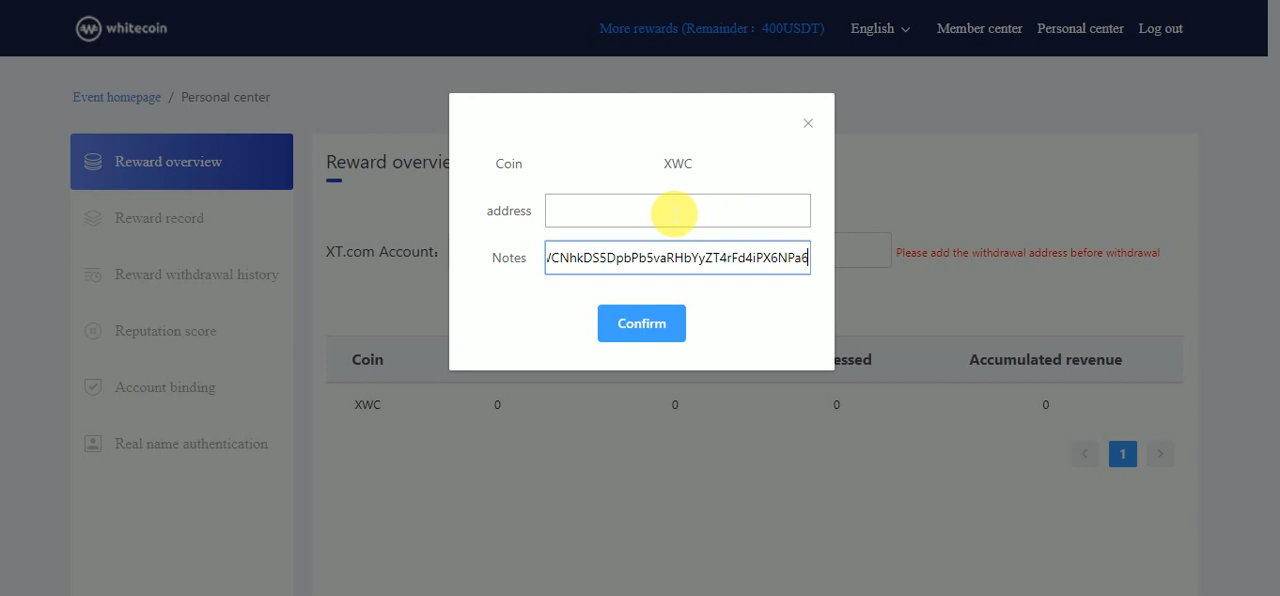 whitecoin
More rewards (Remainder : 400USDT)
English
Member center
Personal center
Log out
Event homepage / Personal center
Reward overview
Reward record
Reward withdrawal history
Reputation score
Account binding
Real name authentication
Reward overvie
XT.com Account:
Please add the withdrawal address before withdrawal
Coin
XWC
address
Notes
CNhkDS5DpbPb5vaRHbYyZT4rFd4iPX6NPa6
Confirm
Coin
essed
Accumulated revenue
XWC 0 0 0 0
1